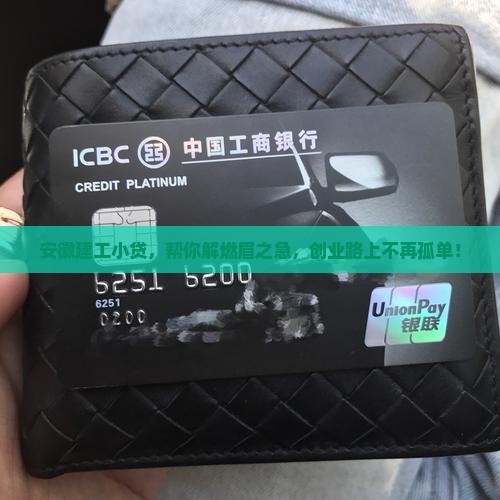 ICBC 中国工商银行
CREDIT PLATINUM
安徽建工小贷，帮你解燃眉之急，创业路上不再孤单！
6251 6200
6251
0200
UnionPay
银联